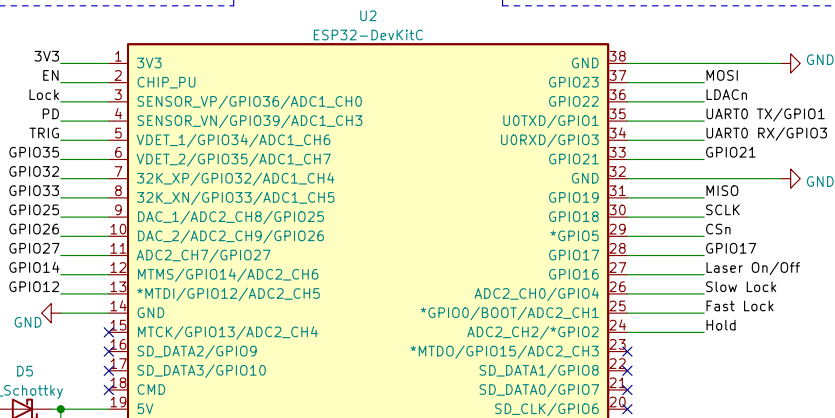 U2
ESP32-DevKitC
3V3 1 3V3 GND 38 GND
EN 2 CHIP_PU GPIO23 37 MOSI
Lock 3 SENSOR_VP/GPIO36/ADC1_CH0 GPIO22 36 LDACn
PD 4 SENSOR_VN/GPIO39/ADC1_CH3 U0TXD/GPIO1 35 UART0 TX/GPIO1
TRIG 5 VDET_1/GPIO34/ADC1_CH6 U0RXD/GPIO3 34 UART0 RX/GPIO3
GPIO35 6 VDET_2/GPIO35/ADC1_CH7 GPIO21 33 GPIO21
GPIO32 7 32K_XP/GPIO32/ADC1_CH4 GND 32 GND
GPIO33 8 32K_XN/GPIO33/ADC1_CH5 GPIO19 31 MISO
GPIO25 9 DAC_1/ADC2_CH8/GPIO25 GPIO18 30 SCLK
GPIO26 10 DAC_2/ADC2_CH9/GPIO26 *GPIO5 29 CSn
GPIO27 11 ADC2_CH7/GPIO27 GPIO17 28 GPIO17
GPIO14 12 MTMS/GPIO14/ADC2_CH6 GPIO16 27 Laser On/Off
GPIO12 13 *MTDI/GPIO12/ADC2_CH5 ADC2_CH0/GPIO4 26 Slow Lock
GND 14 GND *GPIO0/BOOT/ADC2_CH1 25 Fast Lock
15 MTCK/GPIO13/ADC2_CH4 ADC2_CH2/*GPIO2 24 Hold
16 SD_DATA2/GPIO9 *MTDO/GPIO15/ADC2_CH3 23
D5 17 SD_DATA3/GPIO10 SD_DATA1/GPIO8 22
_Schottky 18 CMD SD_DATA0/GPIO7 21
19 5V SD_CLK/GPIO6 20